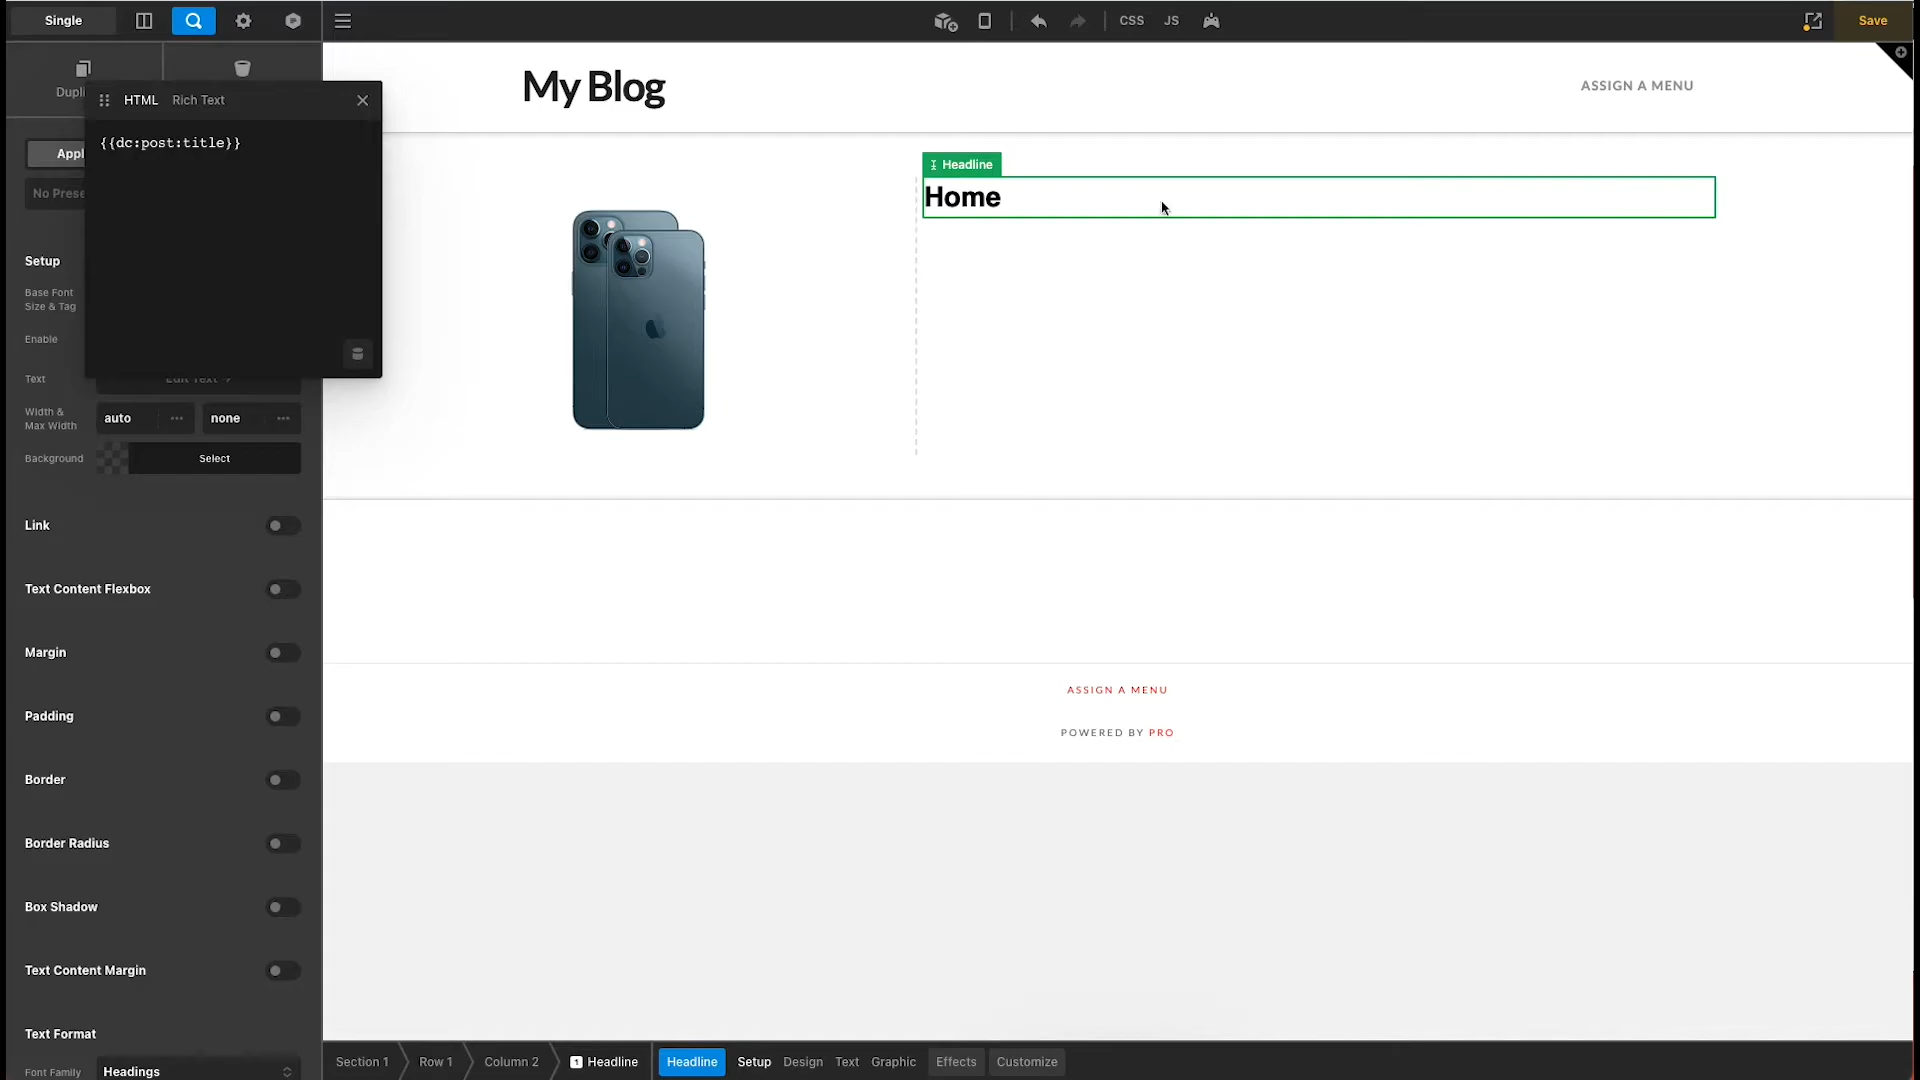 Single
CSS
JS
Save
Dupli
HTML
Rich Text
{{dc:post:title}}
Appl
No Prese
Setup
Base Font
Size & Tag
Enable
Text
Edit Text
Width &
Max Width
auto
none
Background
Select
Link
Text Content Flexbox
Margin
Padding
Border
Border Radius
Box Shadow
Text Content Margin
Text Format
Font Family
Headings
My Blog
ASSIGN A MENU
Headline
Home
ASSIGN A MENU
POWERED BY PRO
Section 1
Row 1
Column 2
1 Headline
Headline
Setup
Design
Text
Graphic
Effects
Customize